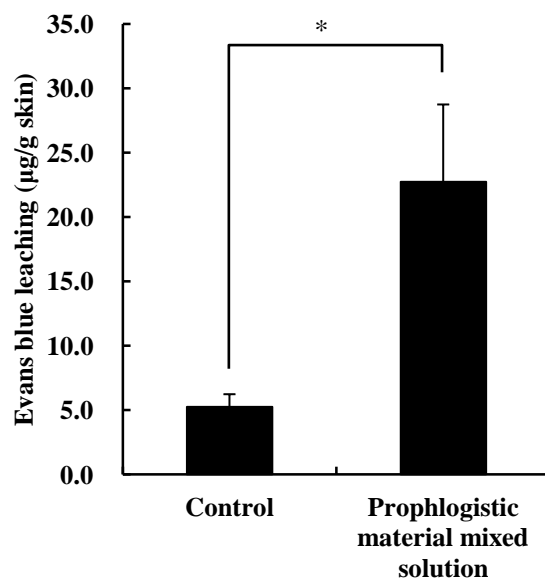 35.0
*
30.0
25.0
20.0
15.0
10.0
5.0
0.0
Evans blue leaching (µg/g skin)
Control
Prophlogistic
material mixed
solution